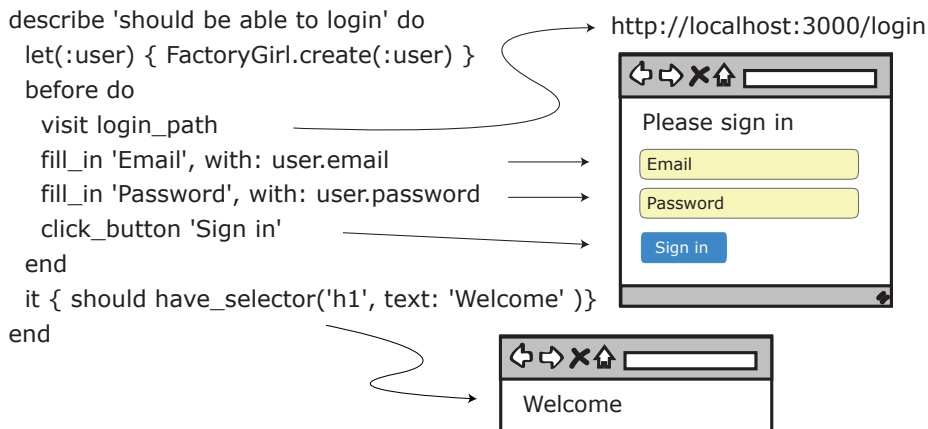 describe 'should be able to login' do
let(:user) { FactoryGirl.create(:user) }
before do
visit login_path
fill_in 'Email', with: user.email
fill_in 'Password', with: user.password
click_button 'Sign in'
end
it { should have_selector('h1', text: 'Welcome' )}
end
http://localhost:3000/login
Please sign in
Email
Password
Sign in
Welcome